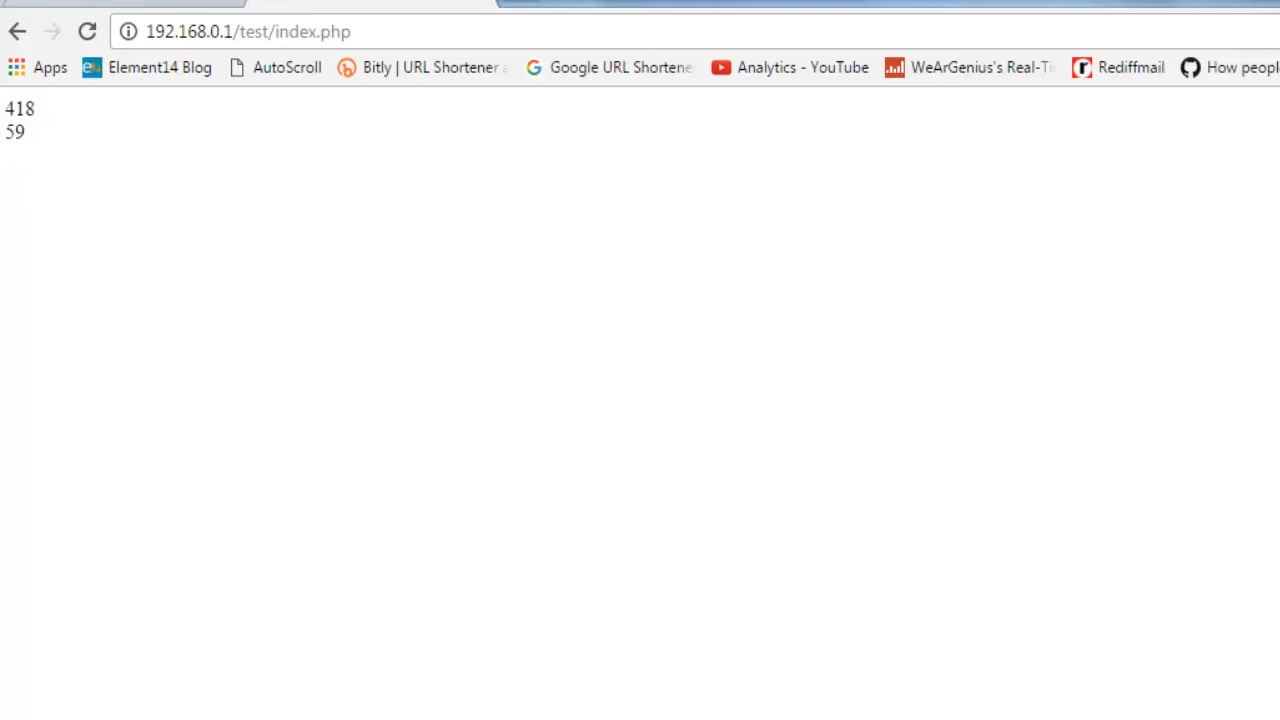 192.168.0.1/test/index.php
Apps Element14 Blog AutoScroll Bitly | URL Shortener Google URL Shortene Analytics - YouTube WeArGenius's Real-Ti Rediffmail How peopl
418
59